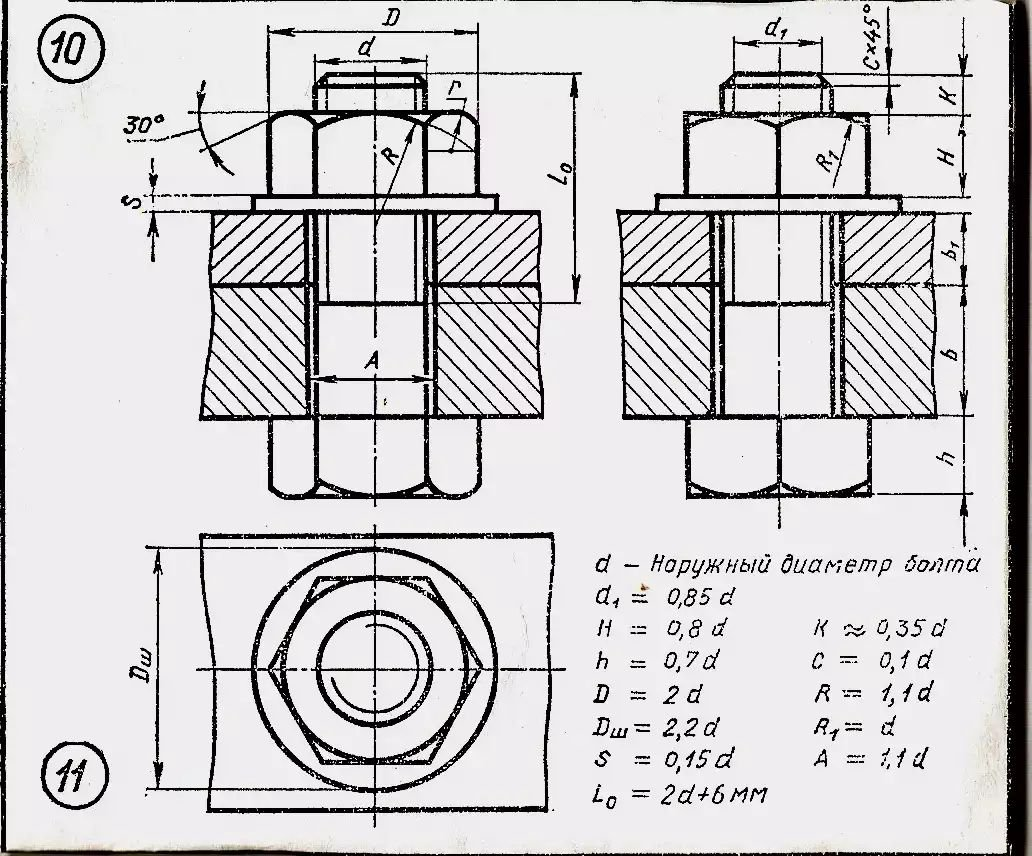 10
D
d
d₁
C×45°
r
K
30°
R
R₁
H
L₀
S
b₁
A
b
h
Dш
11
d – Наружный диаметр болта
d₁ = 0,85 d
H = 0,8 d
K ≈ 0,35 d
h = 0,7 d
C = 0,1 d
D = 2 d
R = 1,1 d
Dш = 2,2 d
R₁ = d
S = 0,15 d
A = 1,1 d
L₀ = 2d+6 мм